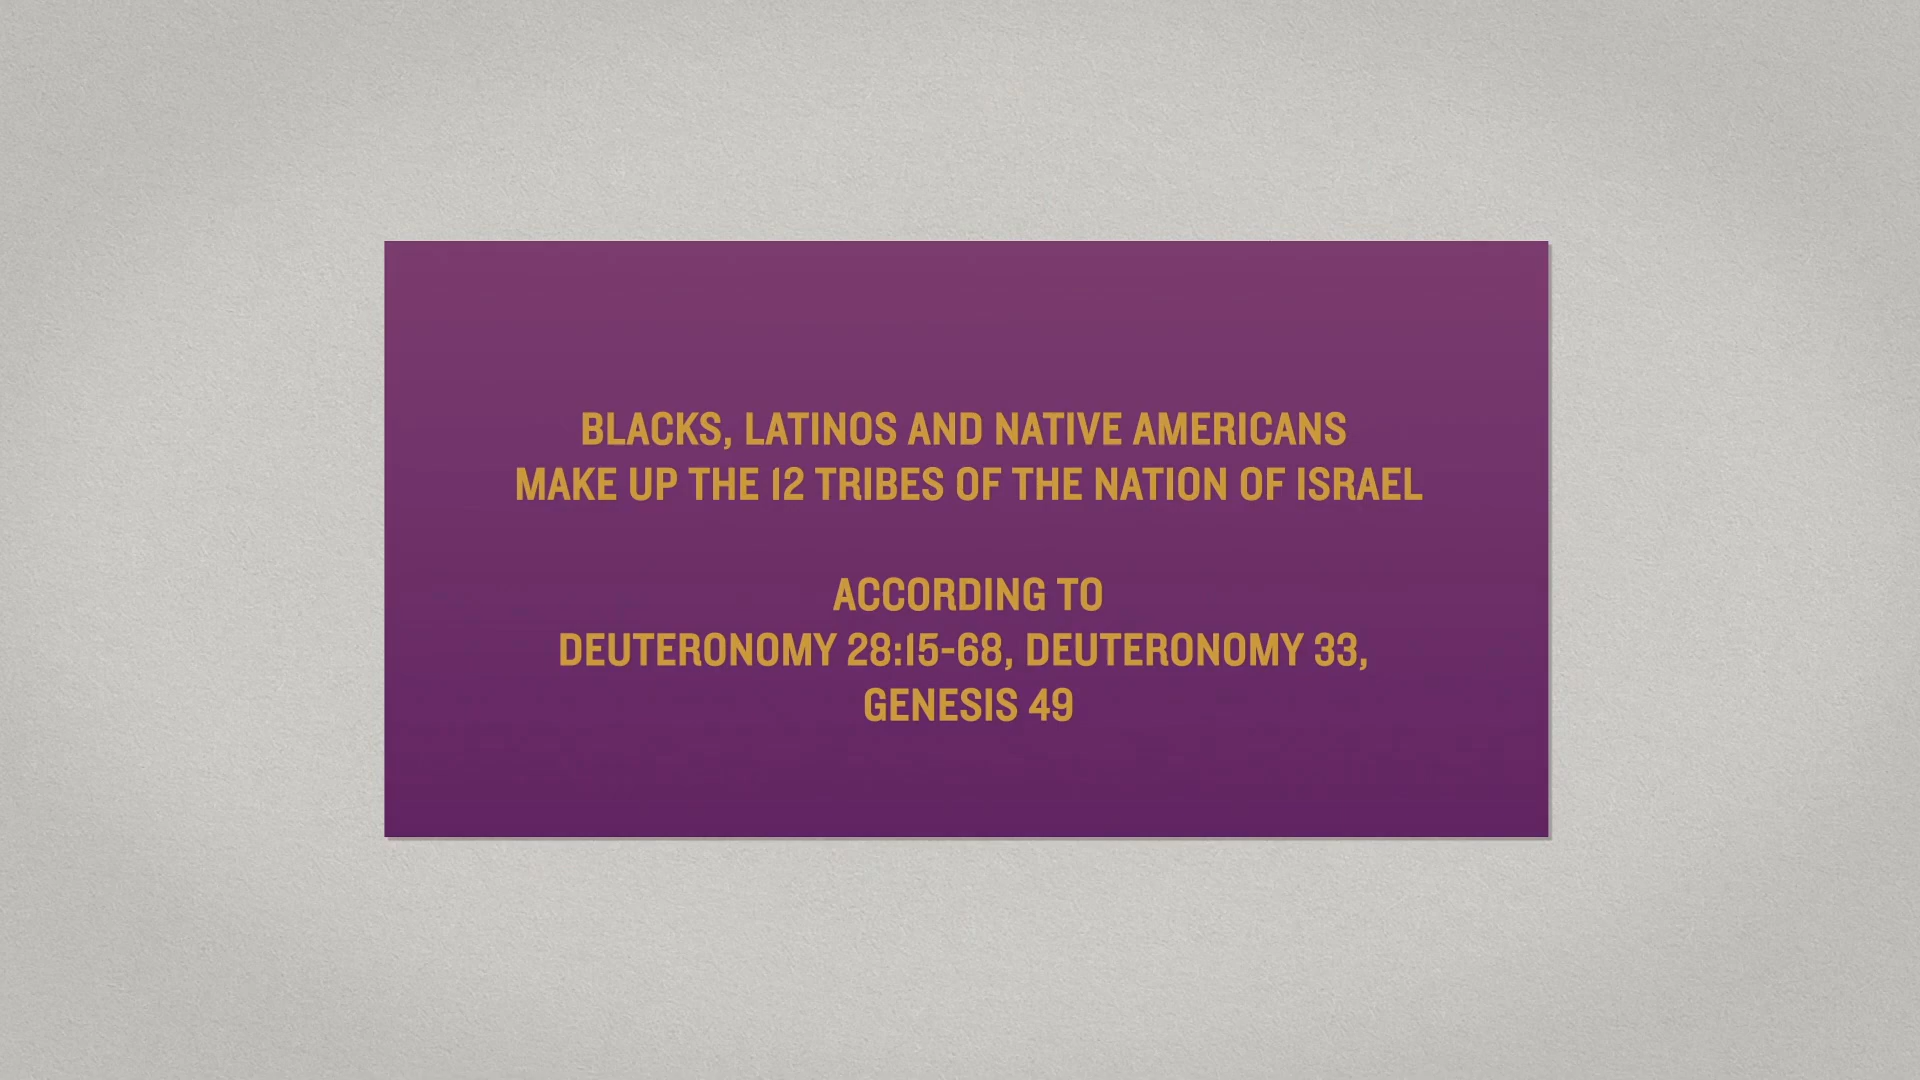 BLACKS, LATINOS AND NATIVE AMERICANS
MAKE UP THE 12 TRIBES OF THE NATION OF ISRAEL
ACCORDING TO
DEUTERONOMY 28:15-68, DEUTERONOMY 33,
GENESIS 49